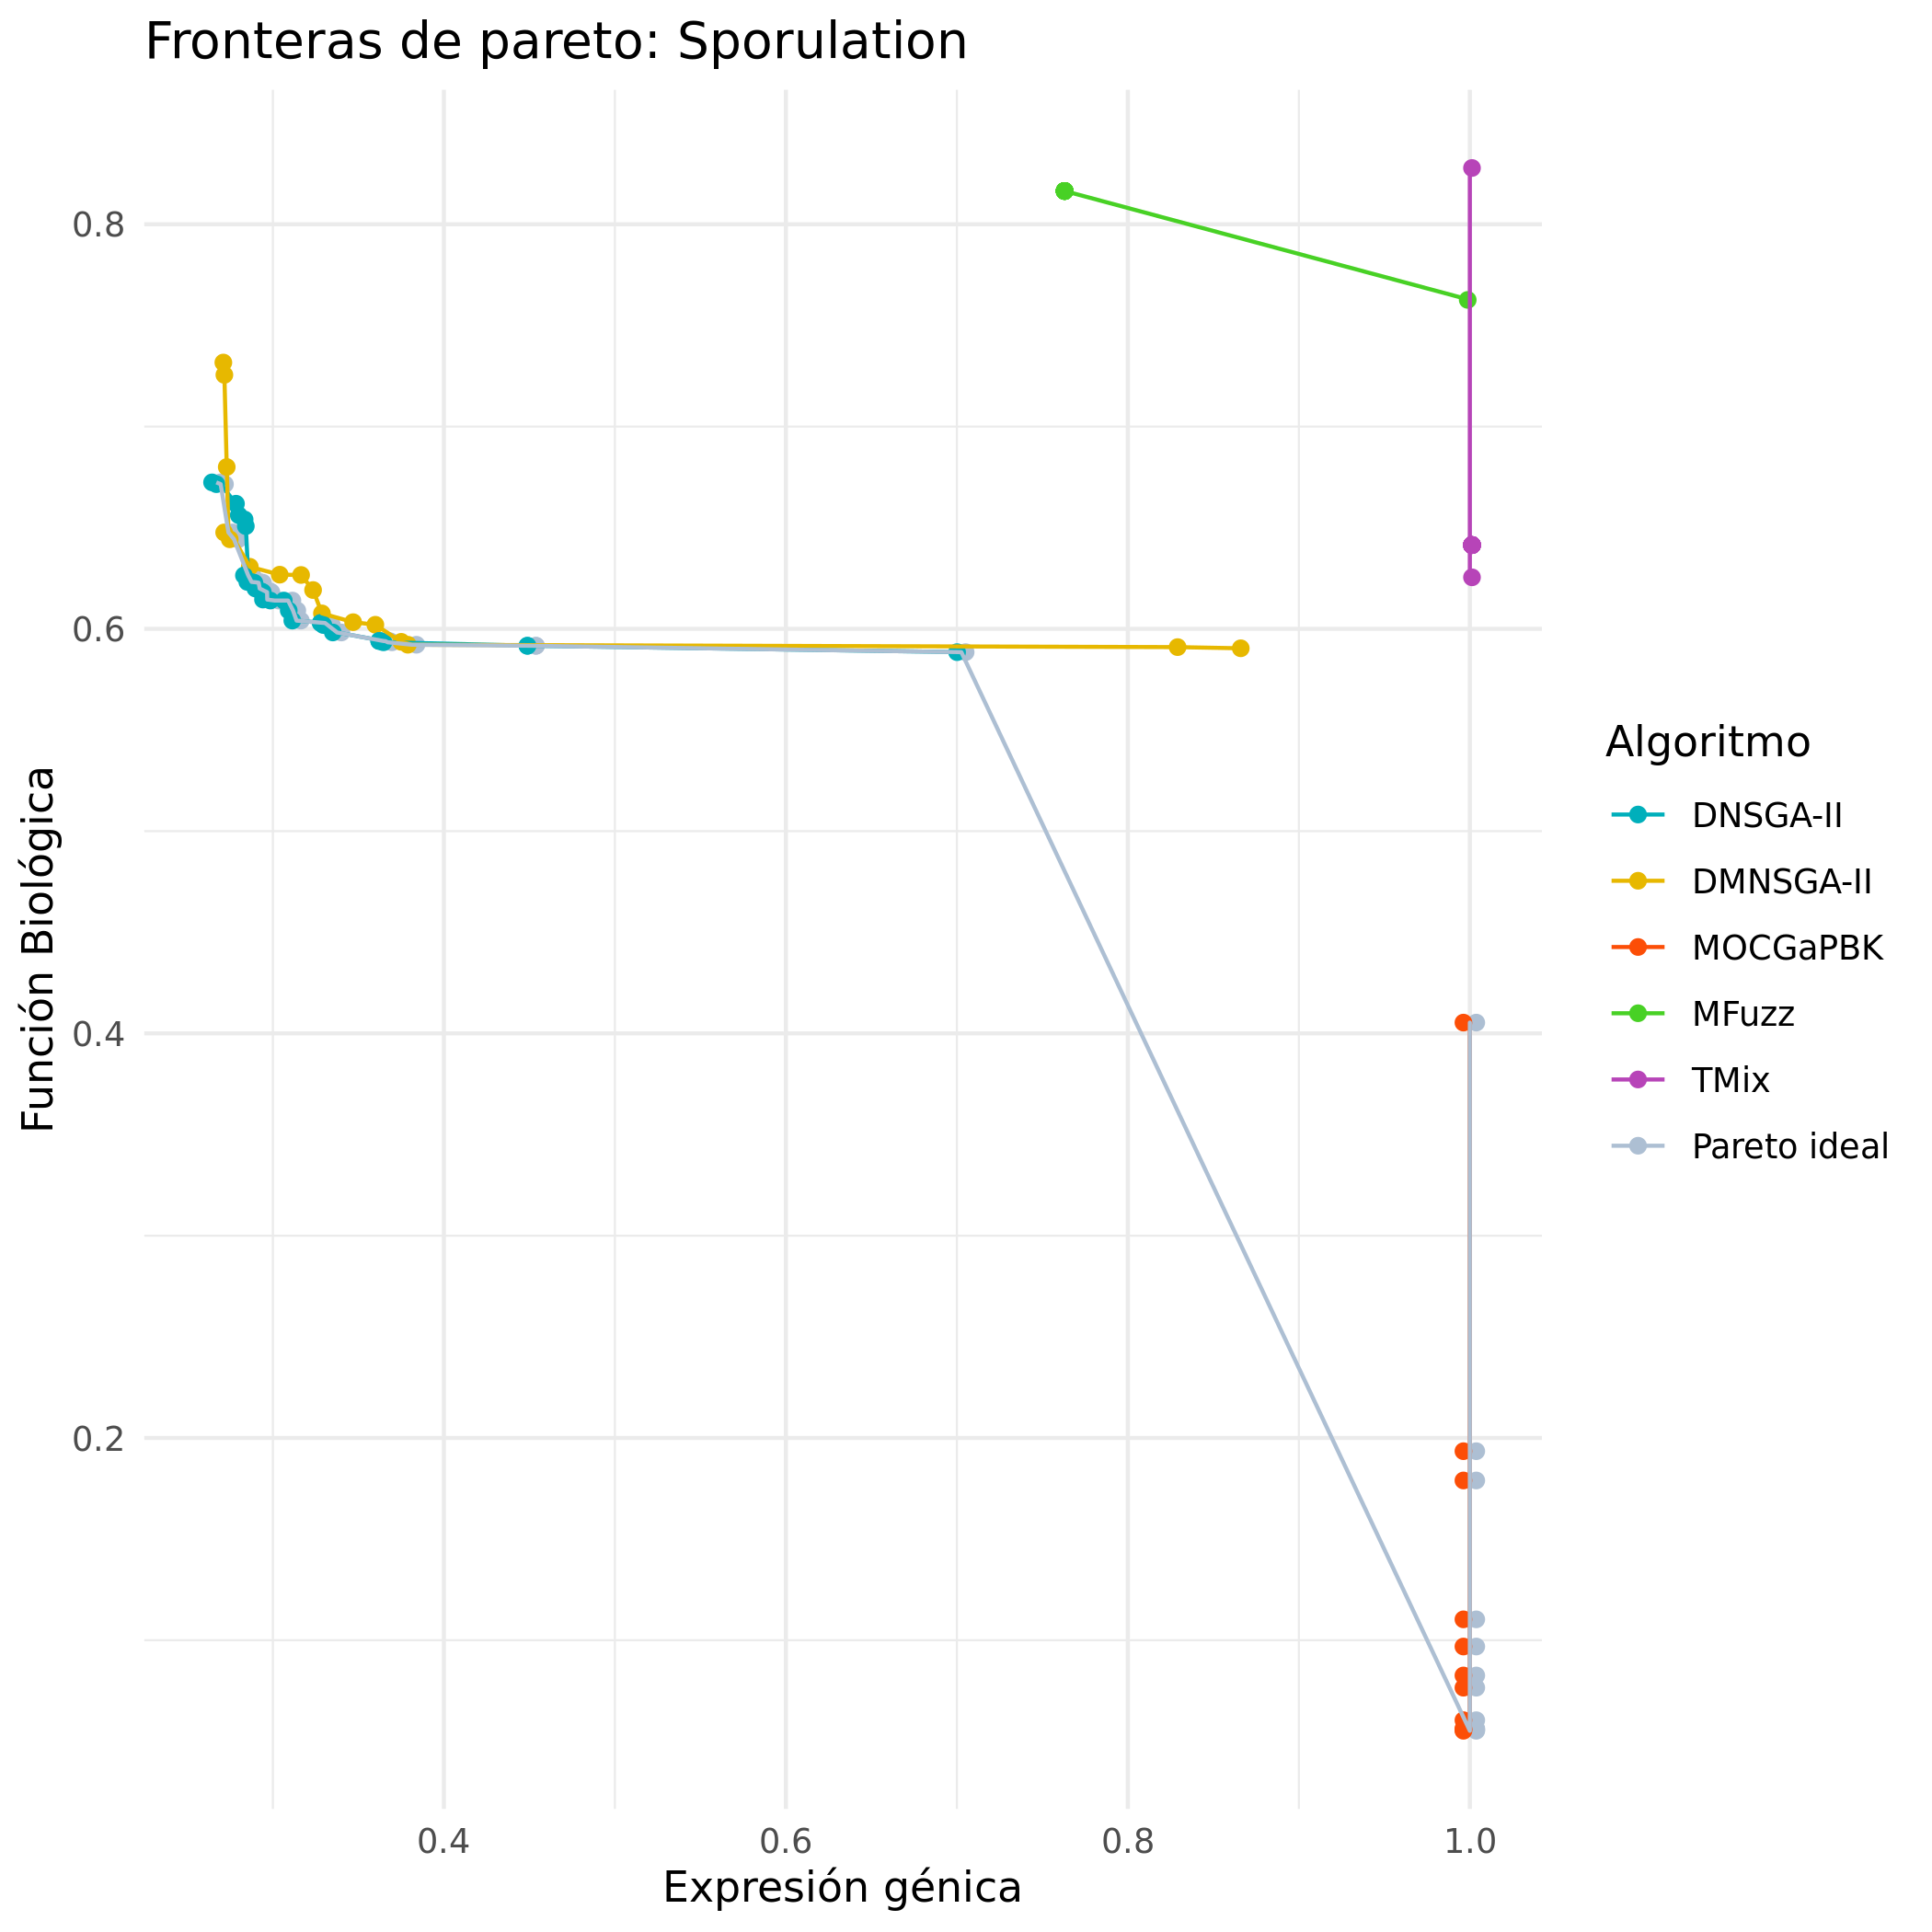 Fronteras de pareto: Sporulation
0.8
0.6
0.4
0.2
Función Biológica
0.4
0.6
0.8
1.0
Expresión génica
Algoritmo
DNSGA-II
DMNSGA-II
MOCGaPBK
MFuzz
TMix
Pareto ideal